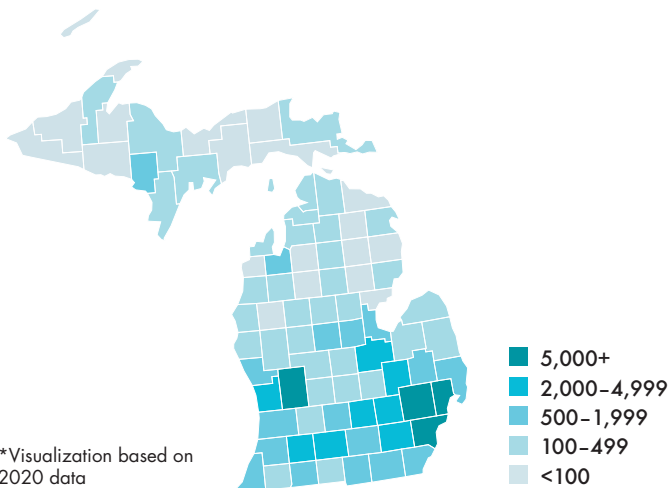 5,000+
2,000–4,999
500–1,999
100–499
<100
*Visualization based on
2020 data